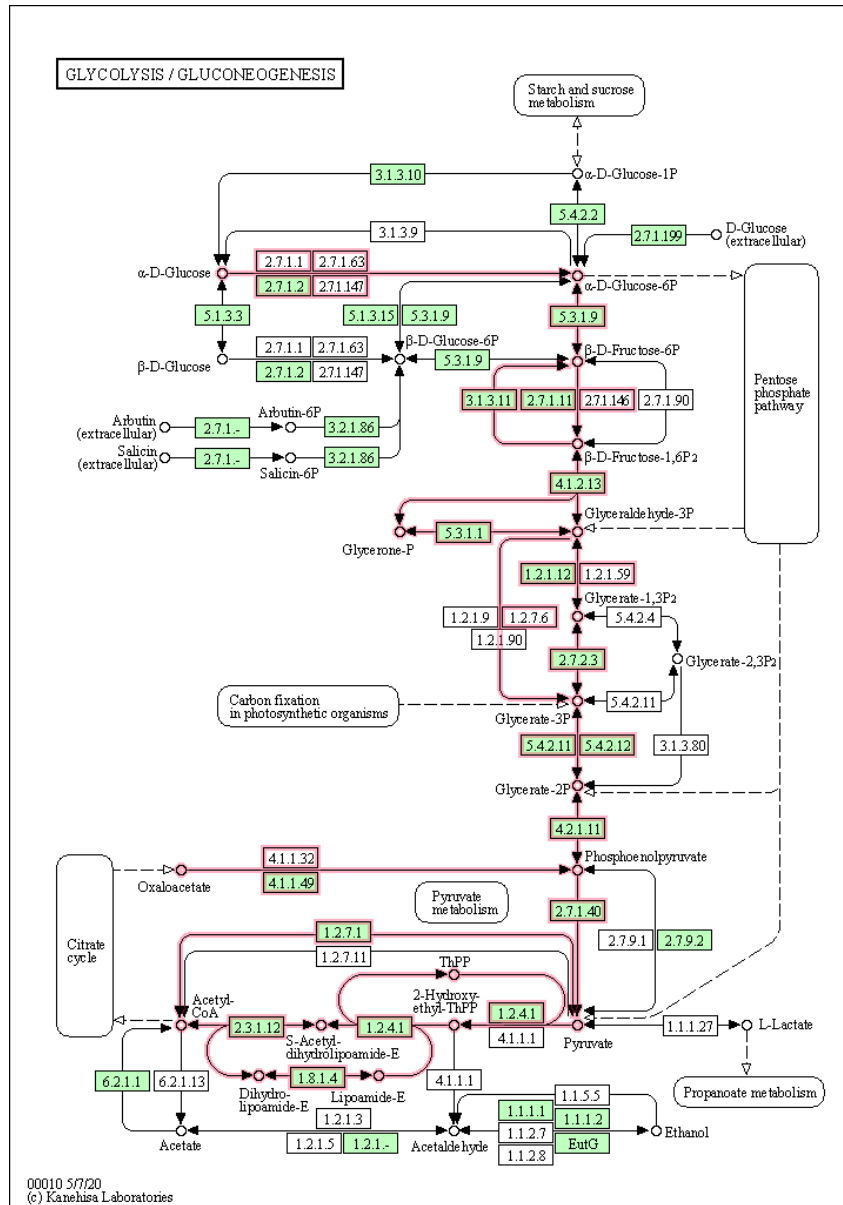 GLYCOLYSIS / GLUCONEOGENESIS
Starch and sucrose
metabolism
3.1.3.10
α-D-Glucose-1P
5.4.2.2
3.1.3.9
2.7.1.199
D-Glucose
(extracellular)
2.7.1.1
2.7.1.63
α-D-Glucose
2.7.1.2
2.7.1.147
α-D-Glucose-6P
5.1.3.3
5.1.3.15
5.3.1.9
5.3.1.9
β-D-Glucose-6P
β-D-Fructose-6P
2.7.1.1
2.7.1.63
β-D-Glucose
2.7.1.2
2.7.1.147
5.3.1.9
Pentose
phosphate
pathway
3.1.3.11
2.7.1.11
2.7.1.146
2.7.1.90
Arbutin
(extracellular)
2.7.1.-
Arbutin-6P
3.2.1.86
Salicin
(extracellular)
2.7.1.-
Salicin-6P
3.2.1.86
β-D-Fructose-1,6P2
4.1.2.13
Glyceraldehyde-3P
Glycerone-P
5.3.1.1
1.2.1.12
1.2.1.59
Glycerate-1,3P2
1.2.1.9
1.2.7.6
1.2.1.90
5.4.2.4
2.7.2.3
Glycerate-2,3P2
Carbon fixation
in photosynthetic organisms
Glycerate-3P
5.4.2.11
5.4.2.11
5.4.2.12
3.1.3.80
Glycerate-2P
4.2.1.11
4.1.1.32
Oxaloacetate
4.1.1.49
Phosphoenolpyruvate
Pyruvate
metabolism
2.7.1.40
Citrate
cycle
1.2.7.1
1.2.7.11
2.7.9.1
2.7.9.2
ThPP
Acetyl-
CoA
2-Hydroxy-
ethyl-ThPP
2.3.1.12
1.2.4.1
1.2.4.1
4.1.1.1
S-Acetyl-
dihydrolipoamide-E
Pyruvate
1.1.1.27
L-Lactate
6.2.1.1
6.2.1.13
1.8.1.4
Dihydro-
lipoamide-E
Lipoamide-E
4.1.1.1
Propanoate metabolism
1.1.5.5
1.2.1.3
1.1.1.1
1.1.1.2
Acetate
1.2.1.5
1.2.1.-
Acetaldehyde
1.1.2.7
EutG
1.1.2.8
Ethanol
00010 5/7/20
(c) Kanehisa Laboratories